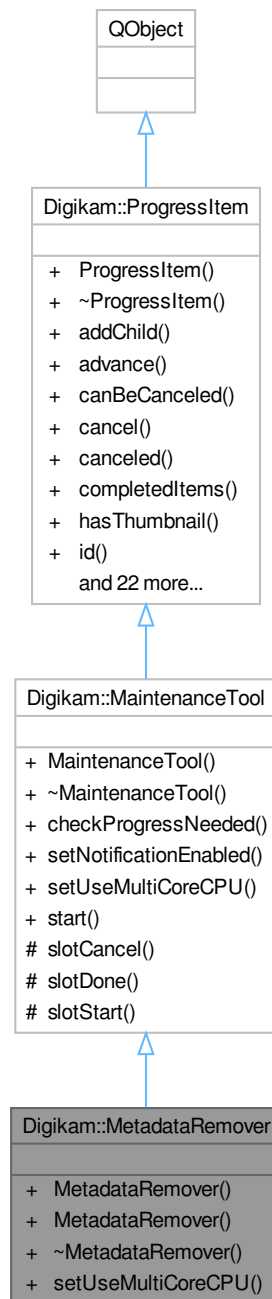 QObject
Digikam::ProgressItem
+ ProgressItem()
+ ~ProgressItem()
+ addChild()
+ advance()
+ canBeCanceled()
+ cancel()
+ canceled()
+ completedItems()
+ hasThumbnail()
+ id()
and 22 more...
Digikam::MaintenanceTool
+ MaintenanceTool()
+ ~MaintenanceTool()
+ checkProgressNeeded()
+ setNotificationEnabled()
+ setUseMultiCoreCPU()
+ start()
# slotCancel()
# slotDone()
# slotStart()
Digikam::MetadataRemover
+ MetadataRemover()
+ MetadataRemover()
+ ~MetadataRemover()
+ setUseMultiCoreCPU()